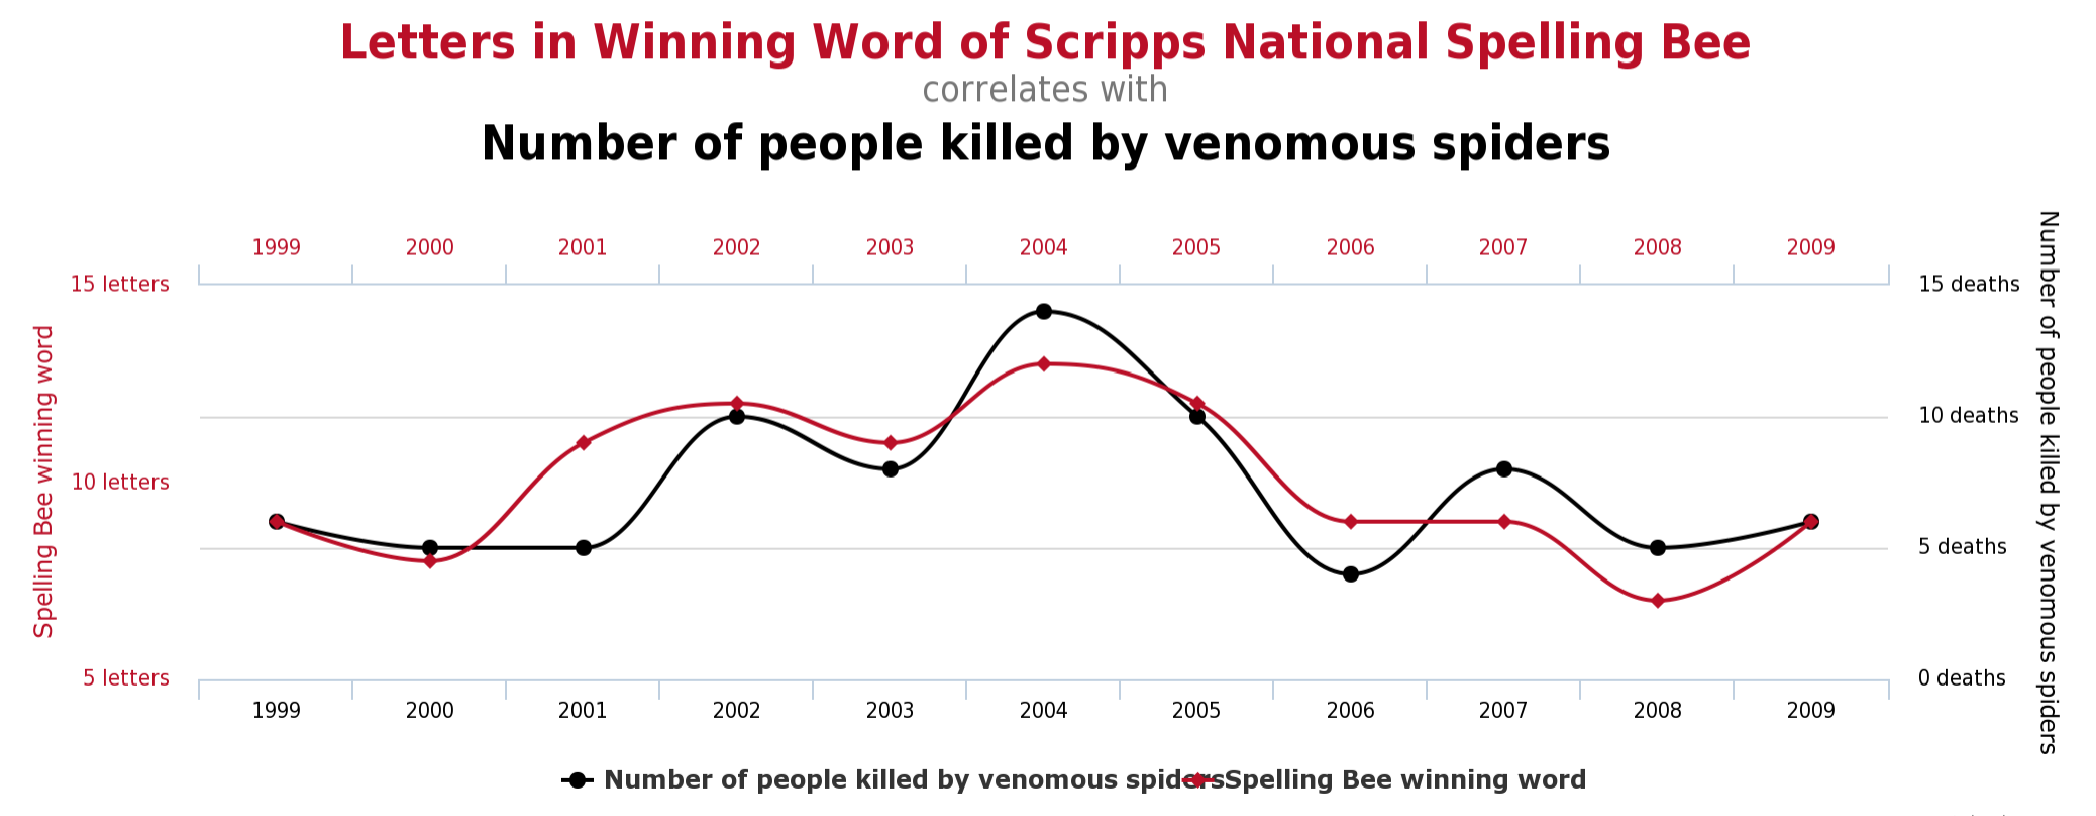 Letters in Winning Word of Scripps National Spelling Bee
correlates with
Number of people killed by venomous spiders
1999 2000 2001 2002 2003 2004 2005 2006 2007 2008 2009
15 letters
10 letters
5 letters
Spelling Bee winning word
15 deaths
10 deaths
5 deaths
0 deaths
Number of people killed by venomous spiders
1999 2000 2001 2002 2003 2004 2005 2006 2007 2008 2009
Number of people killed by venomous spiders
Spelling Bee winning word